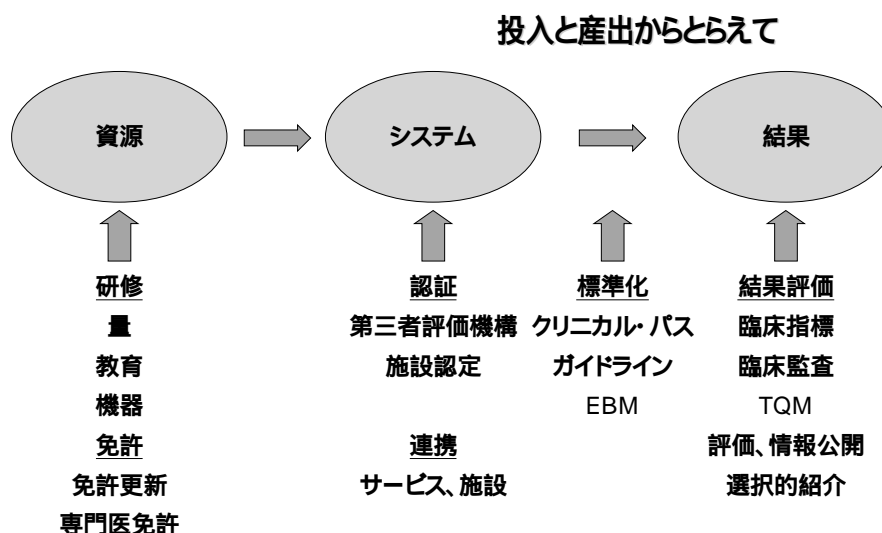 投入と産出からとらえて
資源
システム
結果
研修
量
教育
機器
免許
免許更新
専門医免許
認証
第三者評価機構
施設認定
連携
サービス、施設
標準化
クリニカル・パス
ガイドライン
EBM
結果評価
臨床指標
臨床監査
TQM
評価、情報公開
選択的紹介